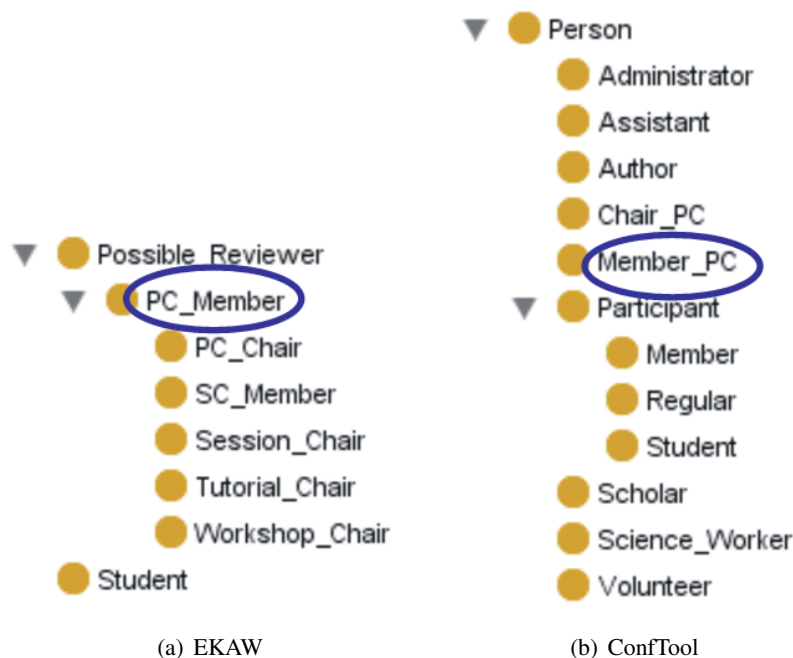 Possible_Reviewer
PC_Member
PC_Chair
SC_Member
Session_Chair
Tutorial_Chair
Workshop_Chair
Student
(a) EKAW
Person
Administrator
Assistant
Author
Chair_PC
Member_PC
Participant
Member
Regular
Student
Scholar
Science_Worker
Volunteer
(b) ConfTool